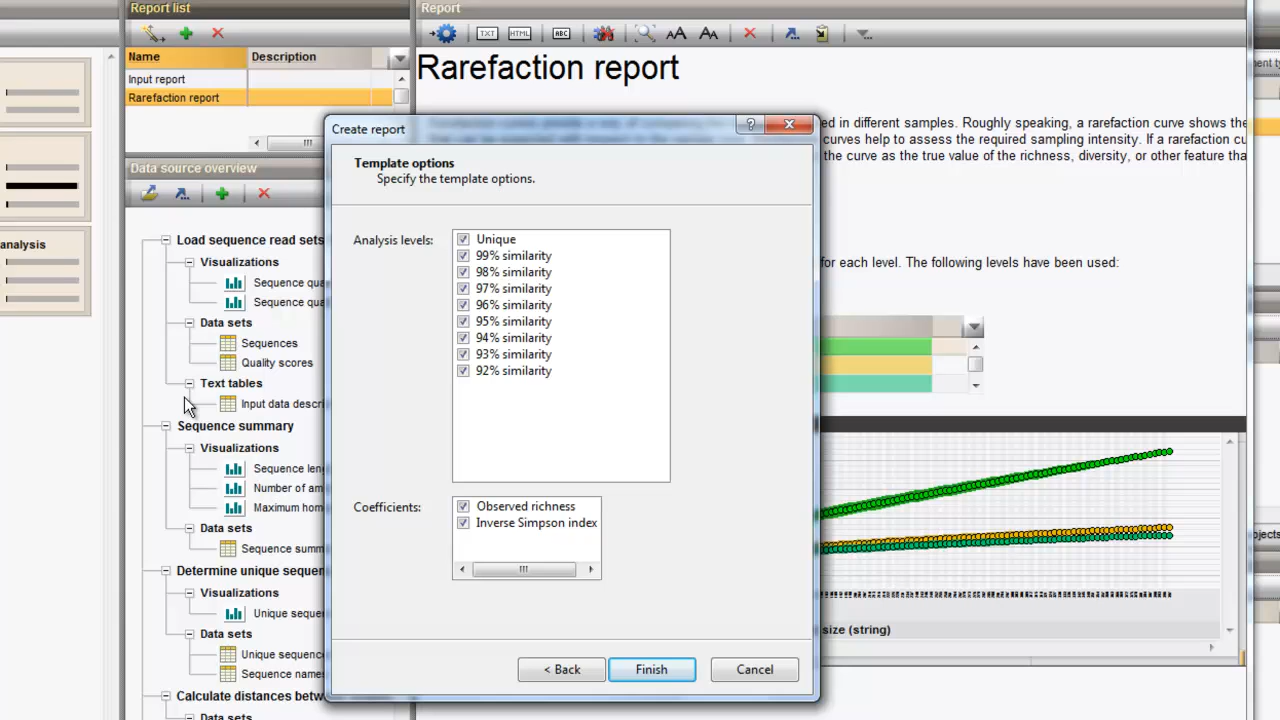 Report list
Report
TXT
HTML
ABC
Name
Description
Input report
Rarefaction report
Rarefaction report
Create report
ed in different samples. Roughly speaking, a rarefaction curve shows the
curves help to assess the required sampling intensity. If a rarefaction cu
the curve as the true value of the richness, diversity, or other feature tha
Template options
Specify the template options.
Data source overview
analysis
Load sequence read sets
Visualizations
Sequence qua
Sequence qua
Data sets
Sequences
Quality scores
Text tables
Input data descri
Sequence summary
Visualizations
Sequence len
Number of am
Maximum hom
Data sets
Sequence summ
Determine unique sequen
Visualizations
Unique seque
Data sets
Unique sequen
Sequence name
Calculate distances betw
Data sets
Analysis levels:
Unique
99% similarity
98% similarity
97% similarity
96% similarity
95% similarity
94% similarity
93% similarity
92% similarity
Coefficients:
Observed richness
Inverse Simpson index
< Back
Finish
Cancel
for each level. The following levels have been used:
size (string)
ment ty
bjects